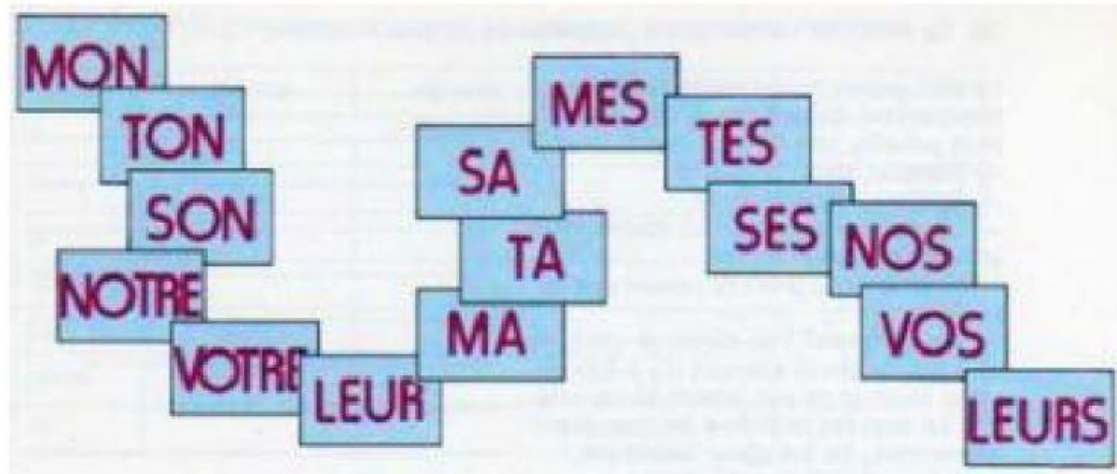 MON
TON
SON
NOTRE
VOTRE
LEUR
MA
TA
SA
MES
TES
SES
NOS
VOS
LEURS